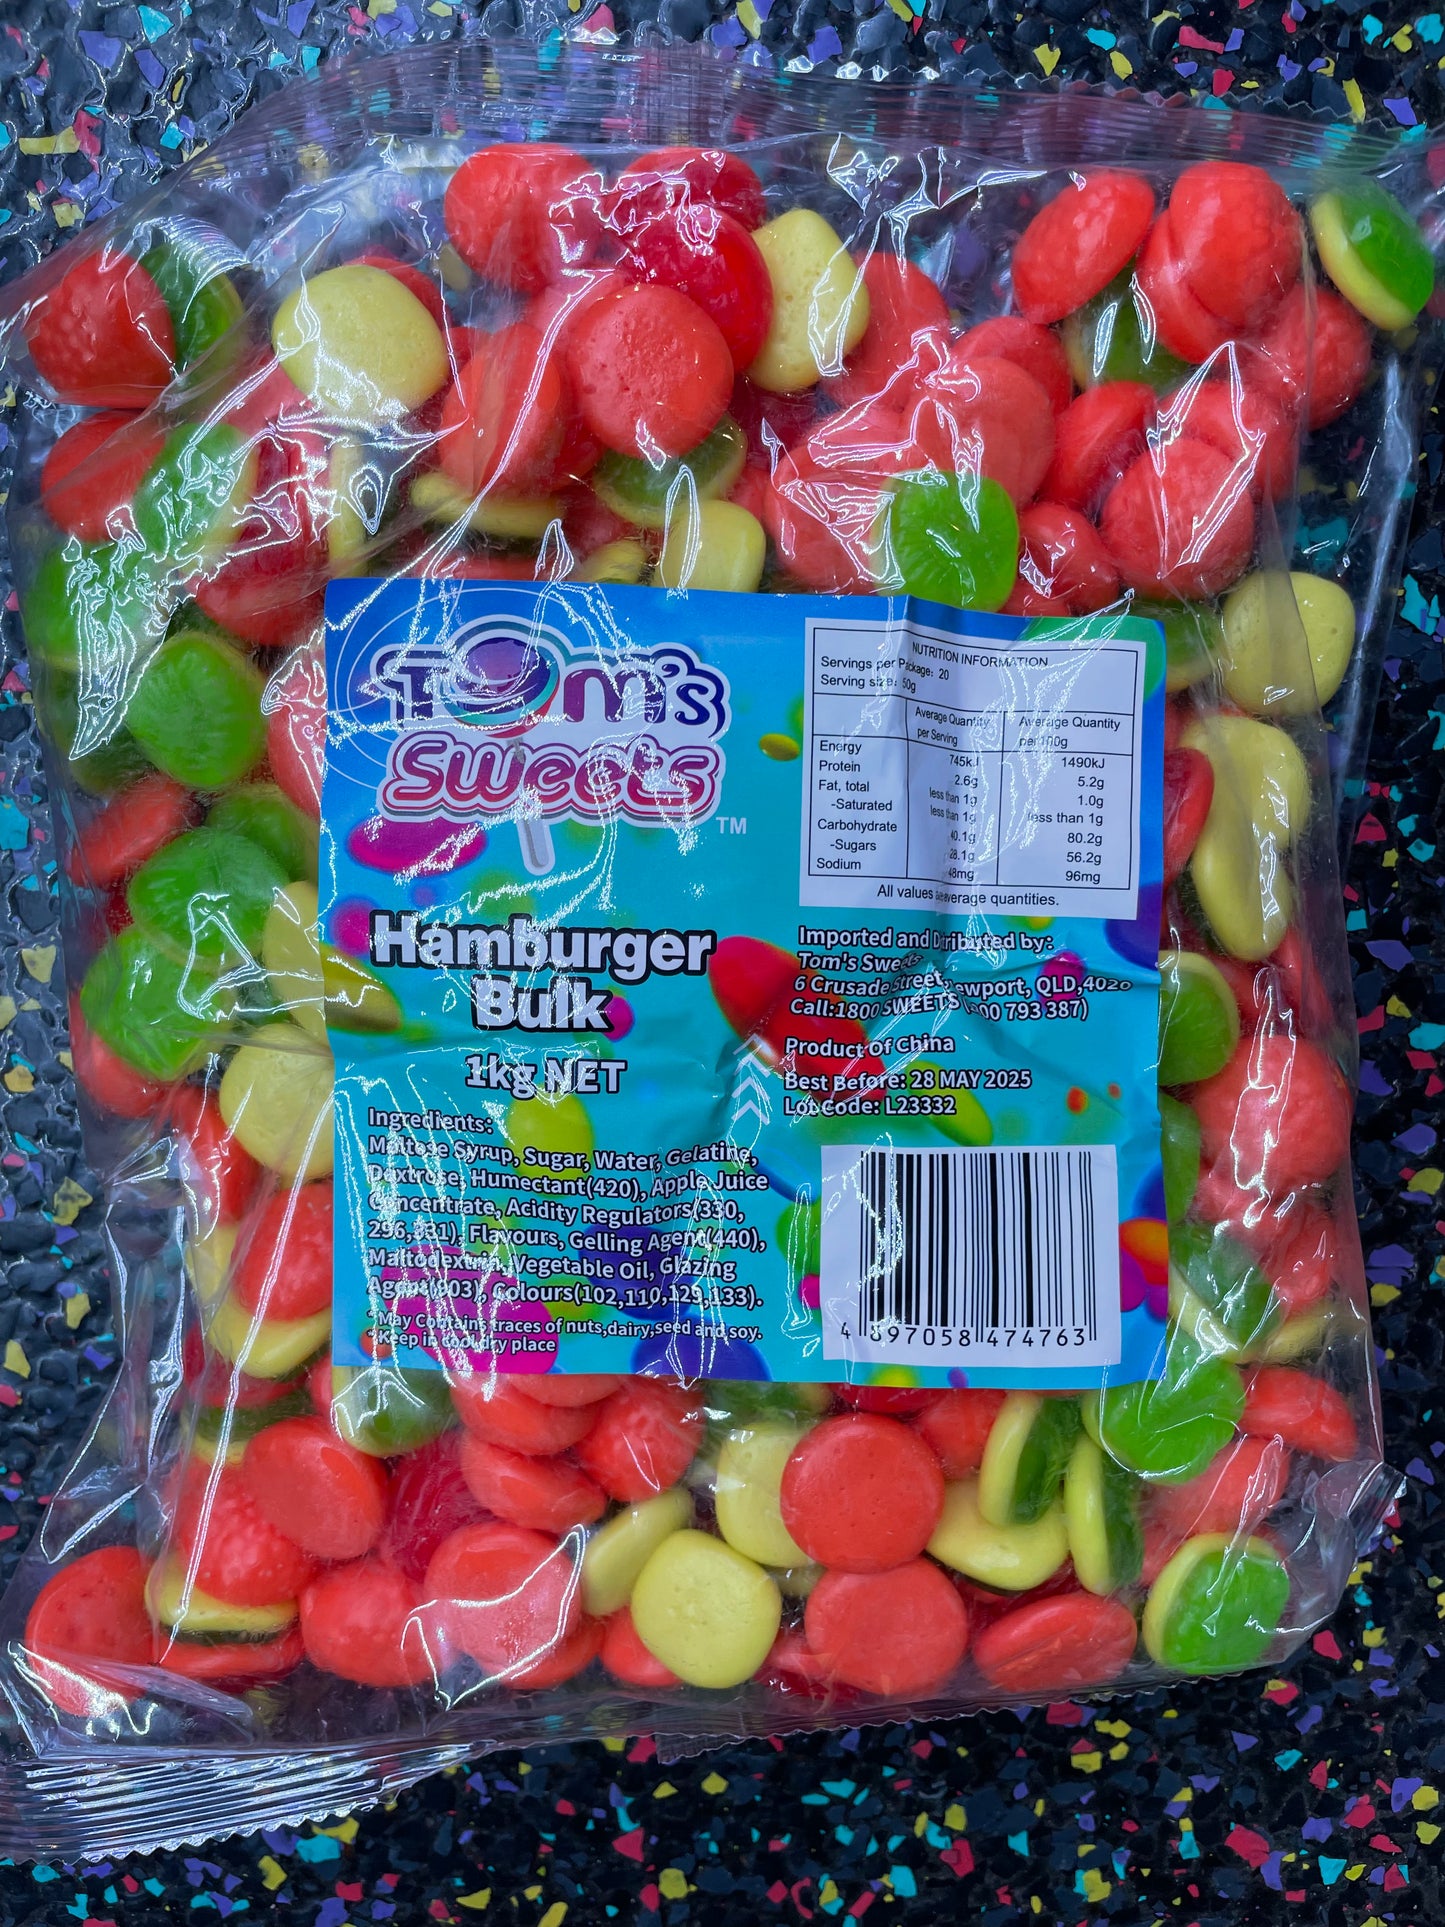 Tom's
Sweets
TM
Hamburger
Bulk
1kg NET
Ingredients:
Maltose Syrup, Sugar, Water, Gelatine,
Dextrose, Humectant(420), Apple Juice
Concentrate, Acidity Regulators(330,
296,331), Flavours, Gelling Agent(440),
Maltodextrin, Vegetable Oil, Glazing
Agent(903), Colours(102,110,129,133).
*May Contains traces of nuts,dairy,seed and soy.
*Keep in cool dry place
NUTRITION INFORMATION
Servings per Package: 20
Serving size: 50g
Average Quantity Average Quantity
per Serving per 100g
Energy 745kJ 1490kJ
Protein 2.6g 5.2g
Fat, total less than 1g 1.0g
-Saturated less than 1g less than 1g
Carbohydrate 40.1g 80.2g
-Sugars 28.1g 56.2g
Sodium 48mg 96mg
All values average quantities.
Imported and Distributed by:
Tom's Sweets
6 Crusade Street, Newport, QLD,4020
Call:1800 SWEETS (1800 793 387)
Product of China
Best Before: 28 MAY 2025
Lot Code: L23332
4 897058 474763